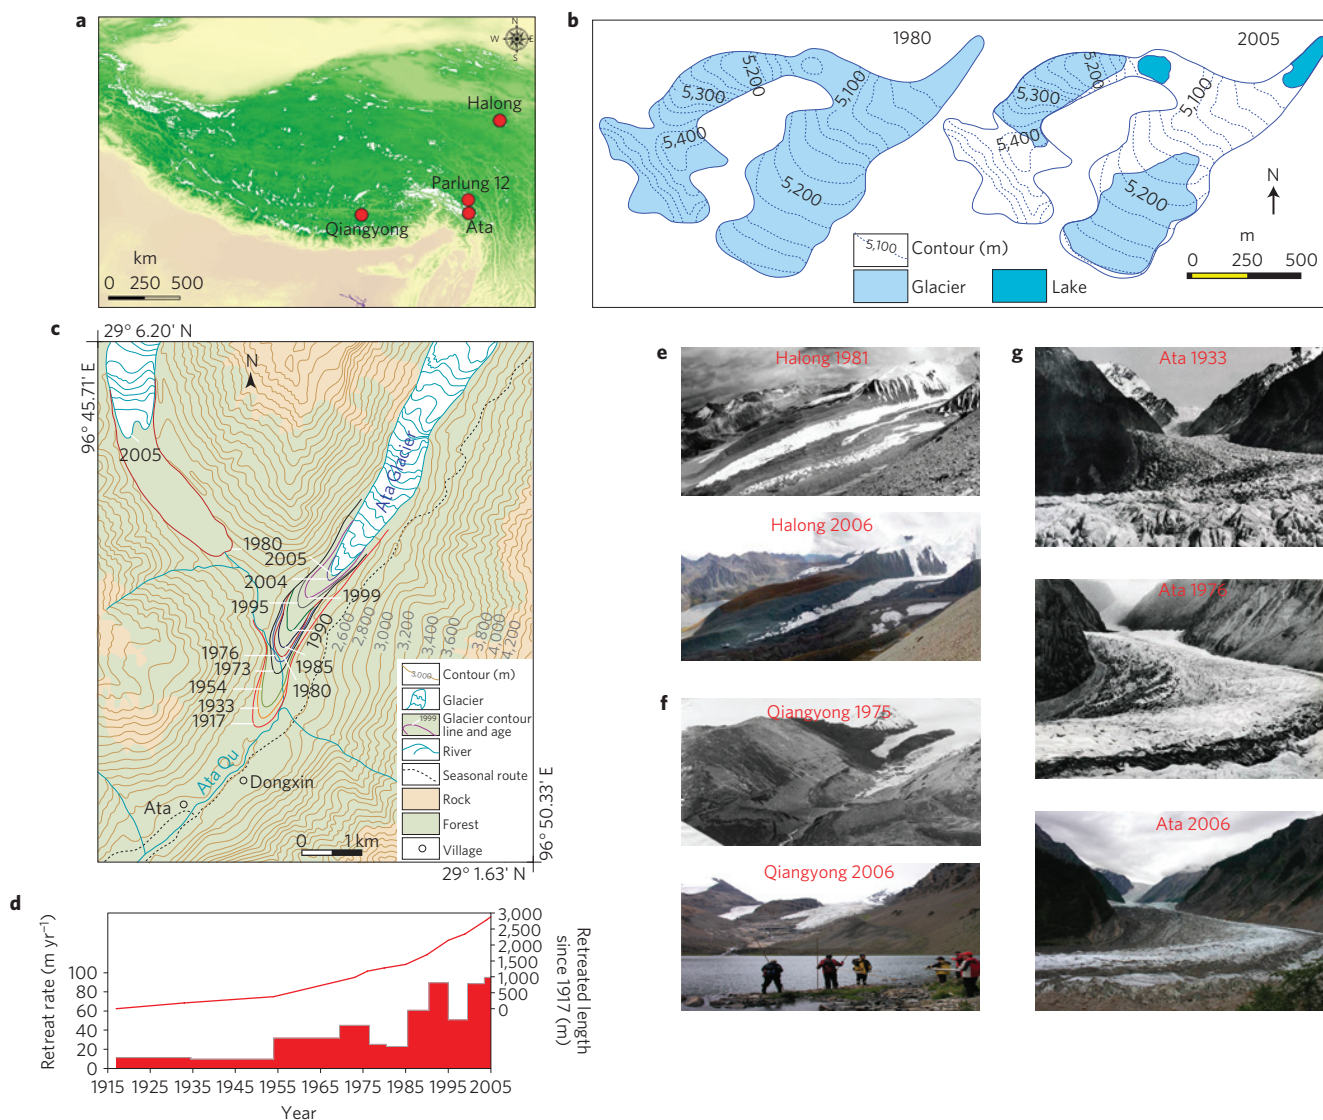 a
N
W
E
S
Halong
Parlung 12
Qiangyong
Ata
km
0 250 500
b
1980
5,200
5,100
5,300
5,400
5,200
2005
5,200
5,100
5,300
5,400
5,200
N
5,100
Contour (m)
Glacier
Lake
m
0 250 500
c
29° 6.20' N
96° 45.71' E
N
2005
Ata Glacier
1980
2005
2004
1995
1999
1990
1976
1985
1973
1980
1954
1933
1917
2,600
2,800
3,000
3,200
3,400
3,600
3,800
4,000
4,200
Ata Qu
Dongxin
Ata
3,000
Contour (m)
Glacier
1999
Glacier contour
line and age
River
Seasonal route
Rock
Forest
Village
0 1 km
96° 50.33' E
29° 1.63' N
d
Retreat rate (m yr⁻¹)
100
80
60
40
20
0
3,000
2,500
2,000
1,500
1,000
500
0
Retreated length
since 1917 (m)
1915 1925 1935 1945 1955 1965 1975 1985 1995 2005
Year
e
Halong 1981
Halong 2006
f
Qiangyong 1975
Qiangyong 2006
g
Ata 1933
Ata 1976
Ata 2006